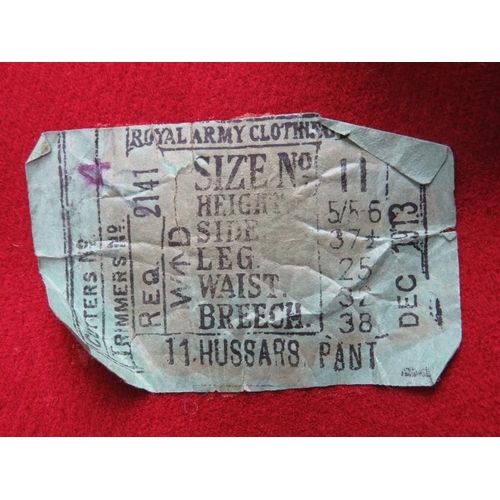 ROYAL ARMY CLOTHING
SIZE No 11
HEIGHT 5/5-6
SIDE 37½
LEG. 25
WAIST. 32
BREECH. 38
11 HUSSARS PANT
CUTTERS No
TRIMMERS No 4
REQ 2141
W↑D
DEC 1913